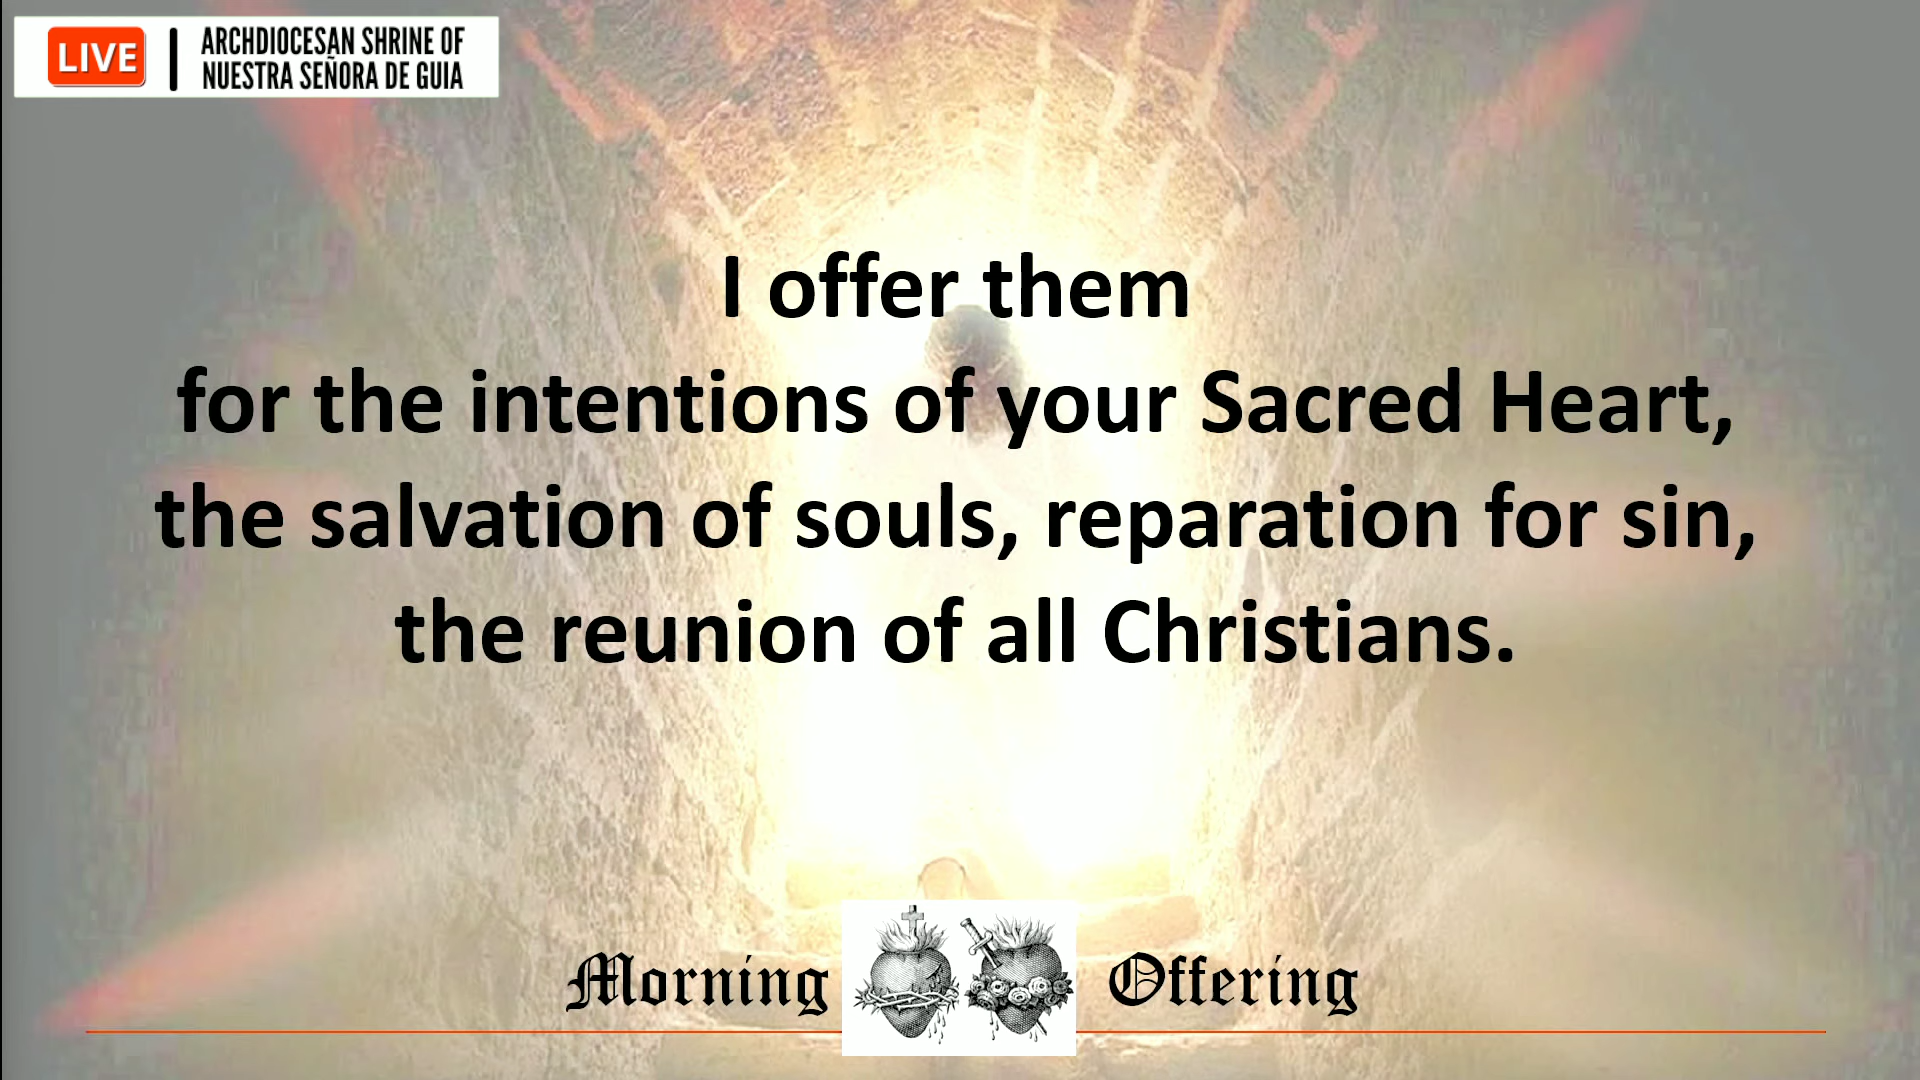 LIVE
ARCHDIOCESAN SHRINE OF
NUESTRA SEÑORA DE GUIA
I offer them
for the intentions of your Sacred Heart,
the salvation of souls, reparation for sin,
the reunion of all Christians.
Morning Offering